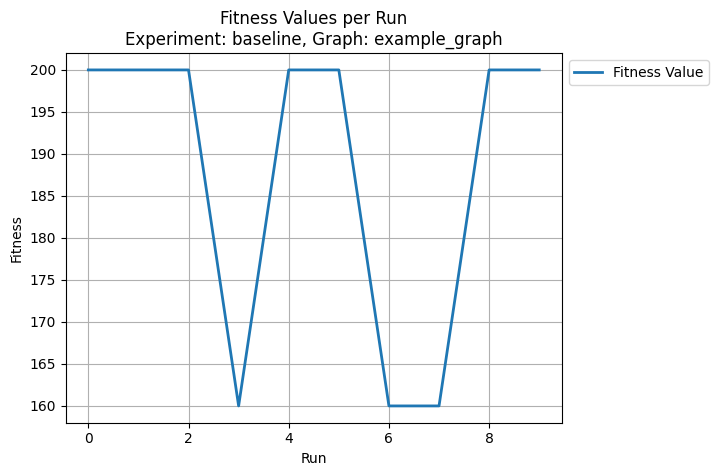 Fitness Values per Run
Experiment: baseline, Graph: example_graph
Fitness Value
200
195
190
185
180
175
170
165
160
Fitness
0 2 4 6 8
Run